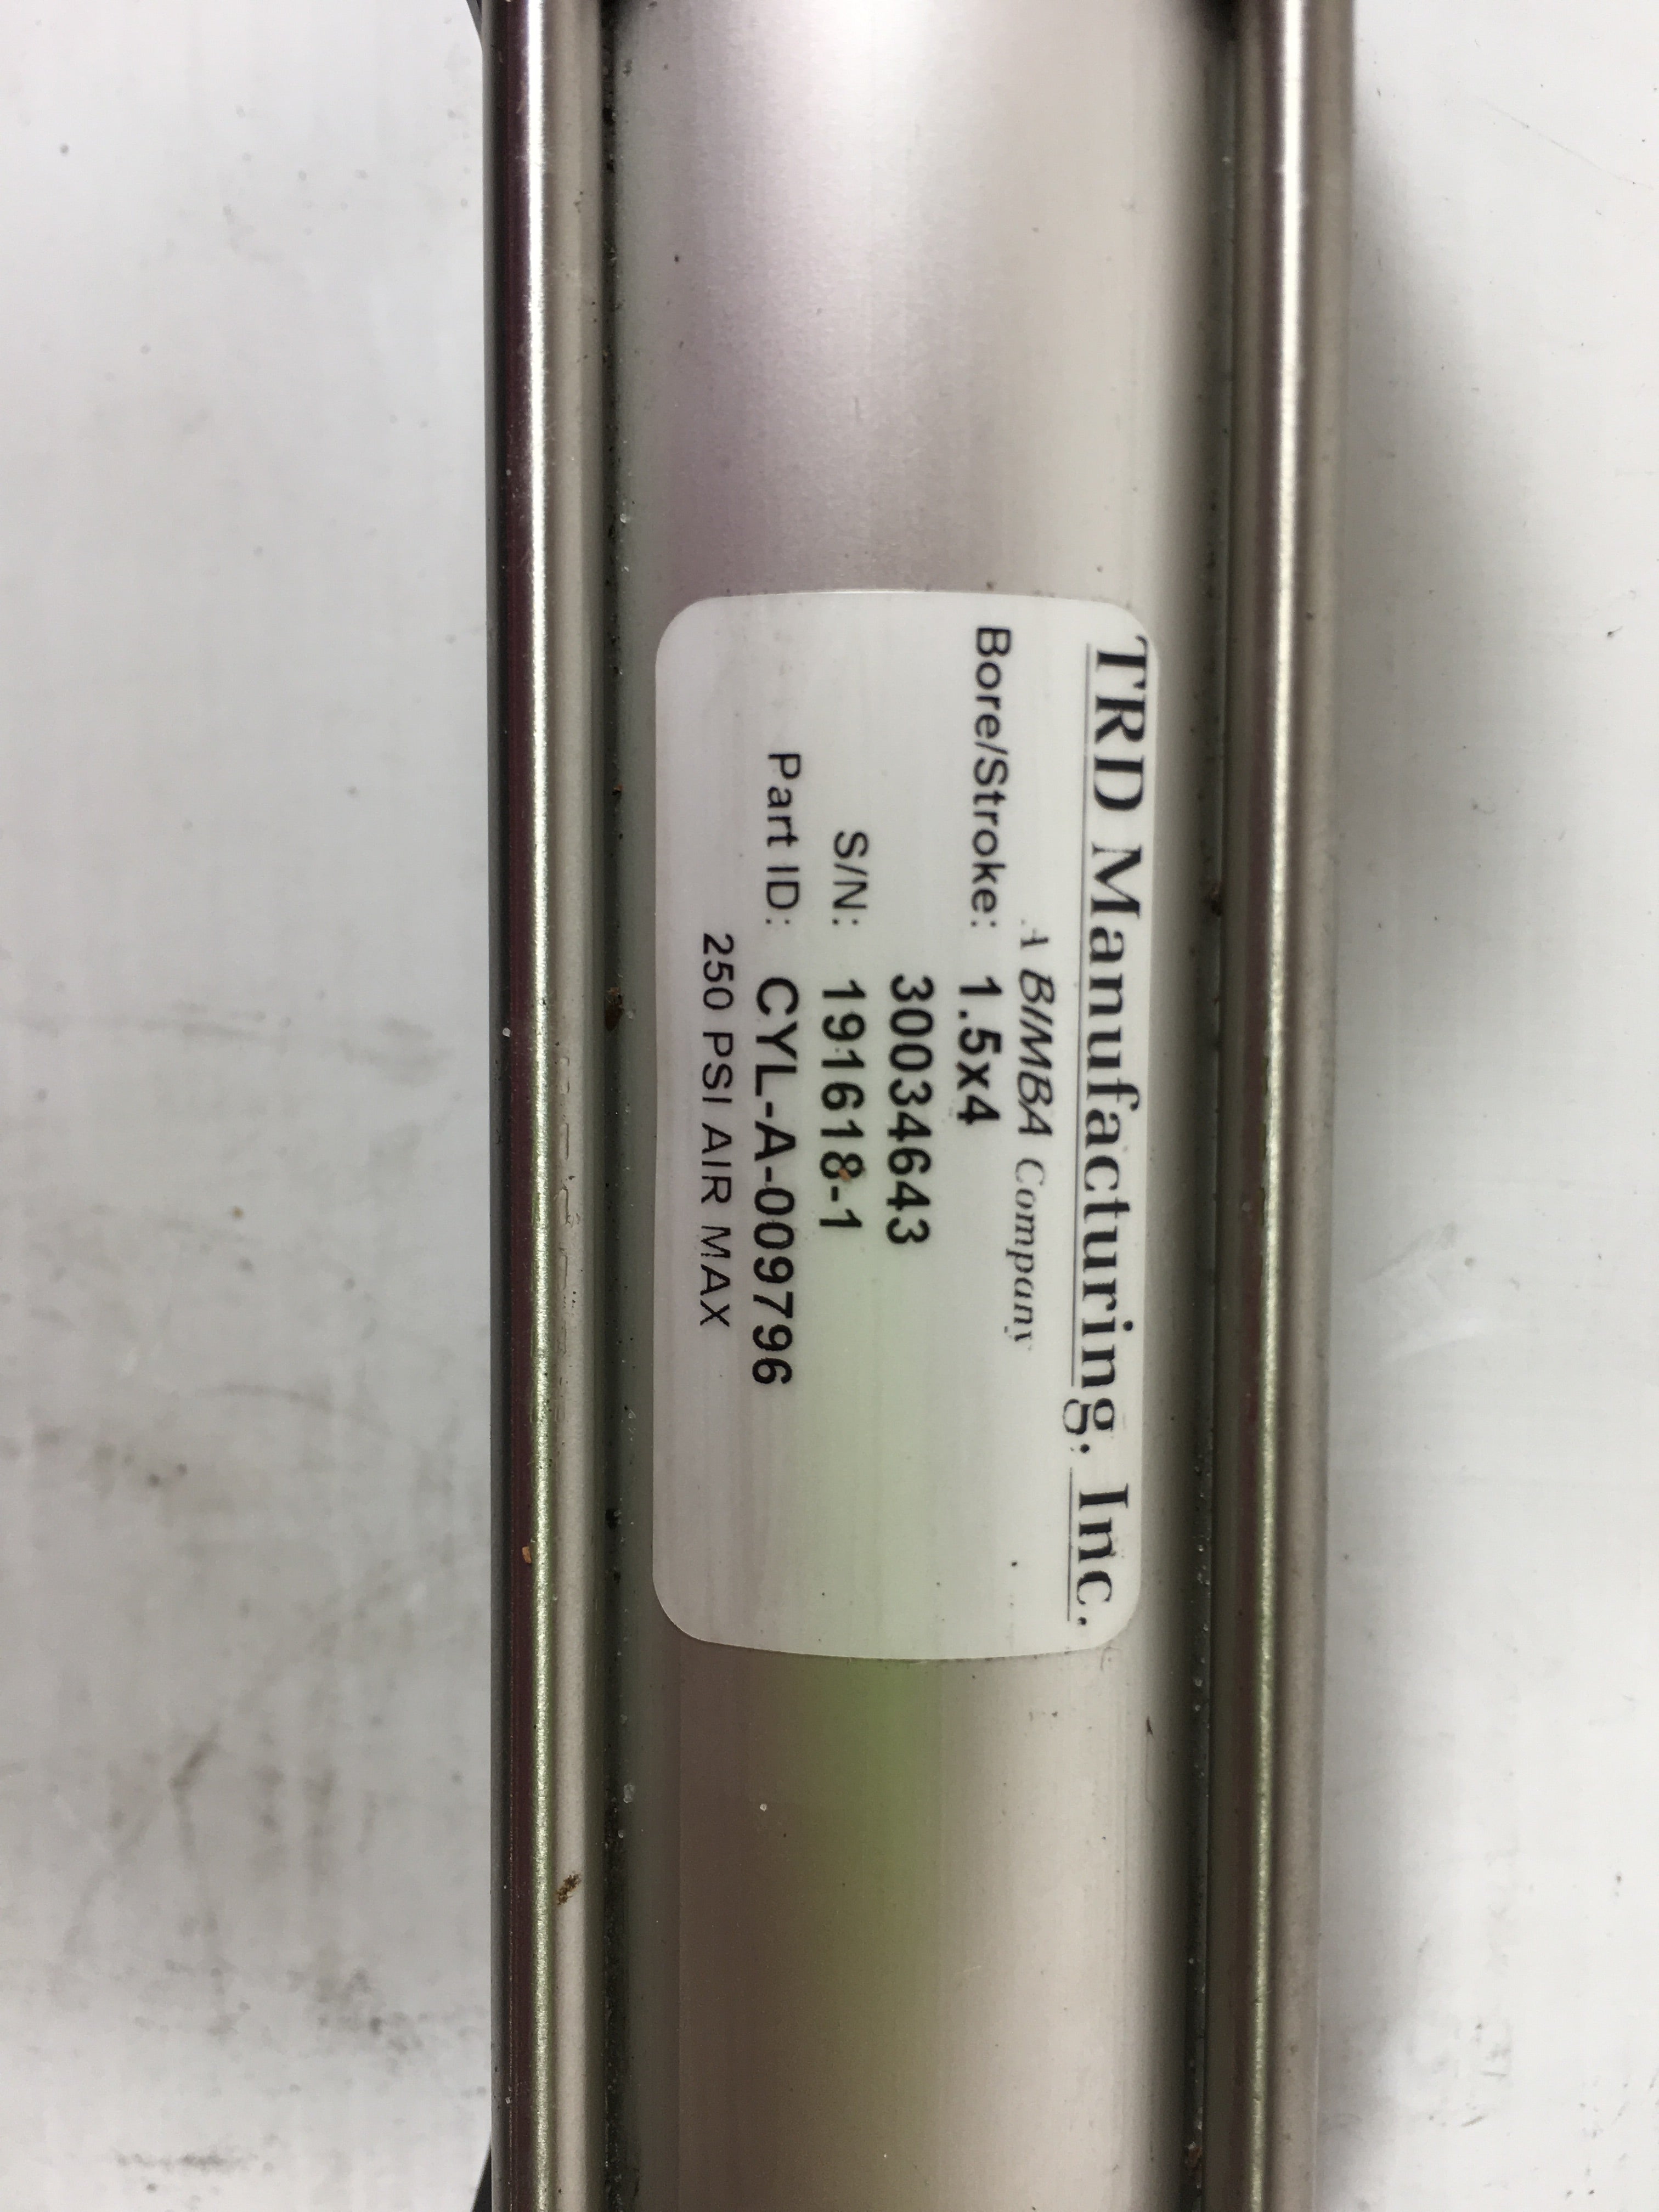 TRD Manufacturing, Inc.
A BIMBA Company
Bore/Stroke: 1.5x4
30034643
S/N: 191618-1
Part ID: CYL-A-009796
250 PSI AIR MAX